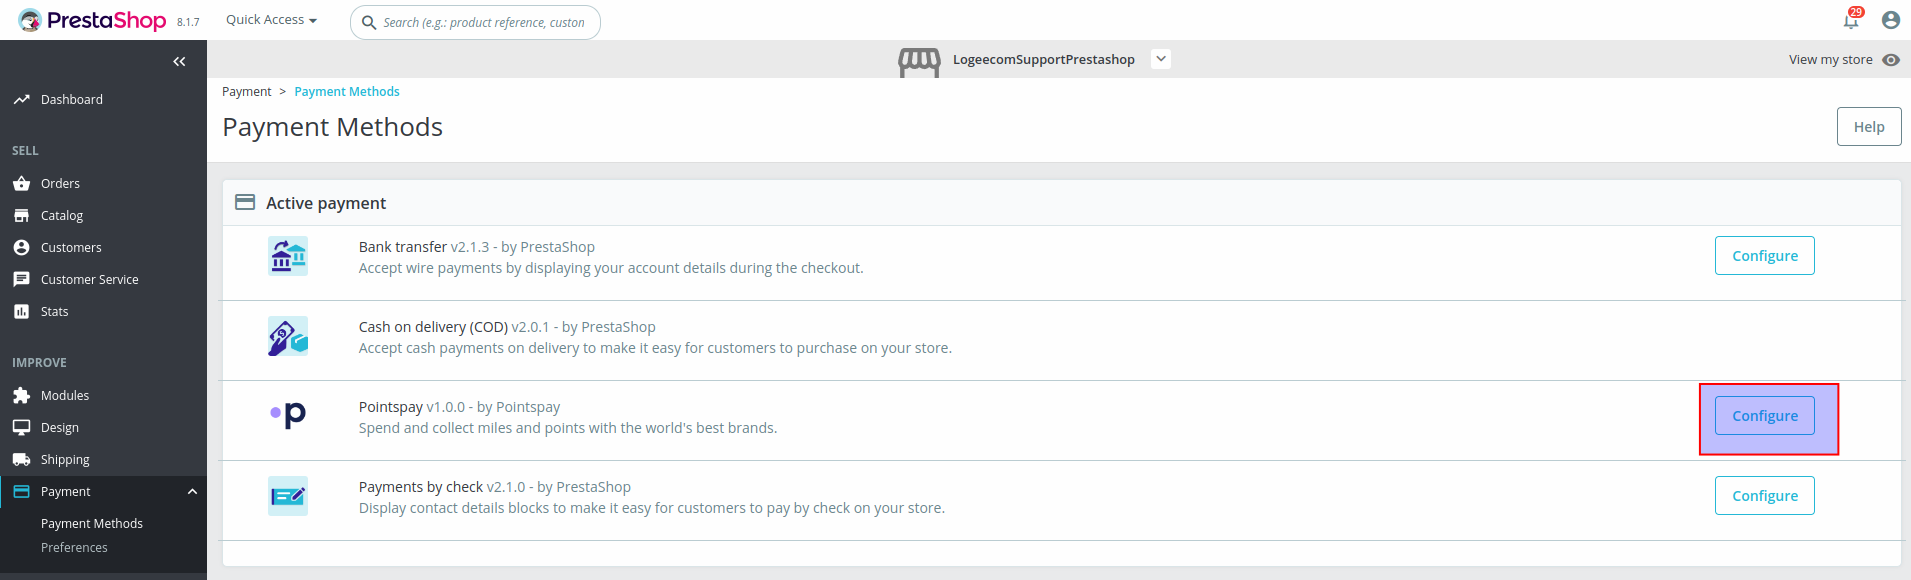 PrestaShop 8.1.7 Quick Access Search (e.g.: product reference, custon 29
LogeecomSupportPrestashop View my store
Dashboard
SELL
Orders
Catalog
Customers
Customer Service
Stats
IMPROVE
Modules
Design
Shipping
Payment
Payment Methods
Preferences
Payment > Payment Methods
Payment Methods
Help
Active payment
Bank transfer v2.1.3 - by PrestaShop
Accept wire payments by displaying your account details during the checkout.
Configure
Cash on delivery (COD) v2.0.1 - by PrestaShop
Accept cash payments on delivery to make it easy for customers to purchase on your store.
p
Pointspay v1.0.0 - by Pointspay
Spend and collect miles and points with the world's best brands.
Configure
Payments by check v2.1.0 - by PrestaShop
Display contact details blocks to make it easy for customers to pay by check on your store.
Configure